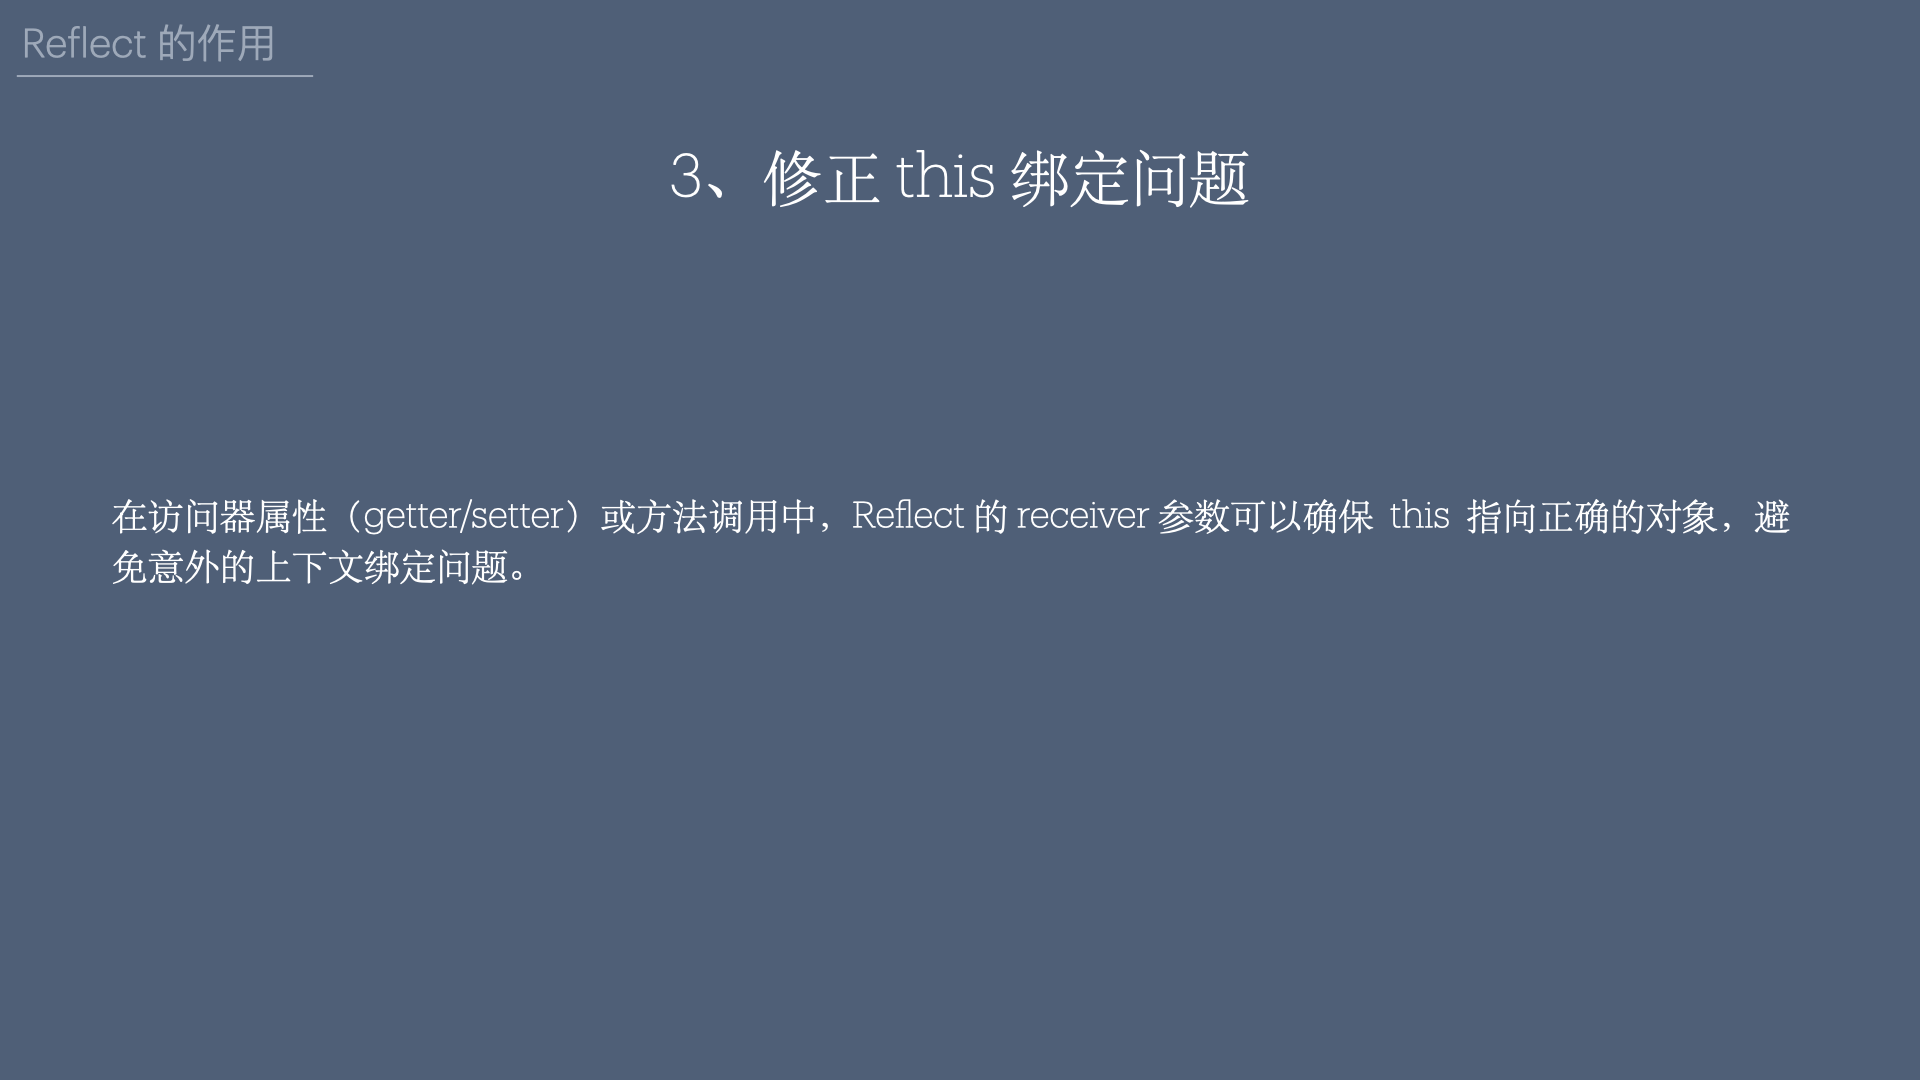 Reflect 的作用
3、修正 this 绑定问题
在访问器属性（getter/setter）或方法调用中，Reflect 的 receiver 参数可以确保 this 指向正确的对象，避
免意外的上下文绑定问题。